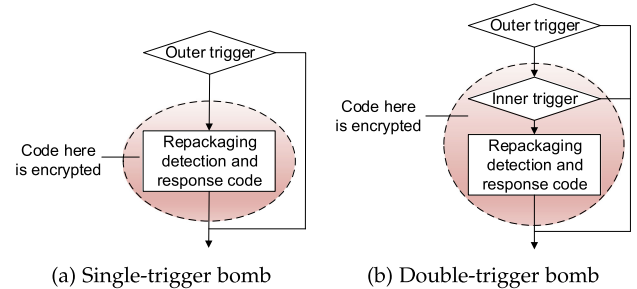 Outer trigger
Code here
is encrypted
Repackaging
detection and
response code
(a) Single-trigger bomb
Outer trigger
Inner trigger
Code here
is encrypted
Repackaging
detection and
response code
(b) Double-trigger bomb